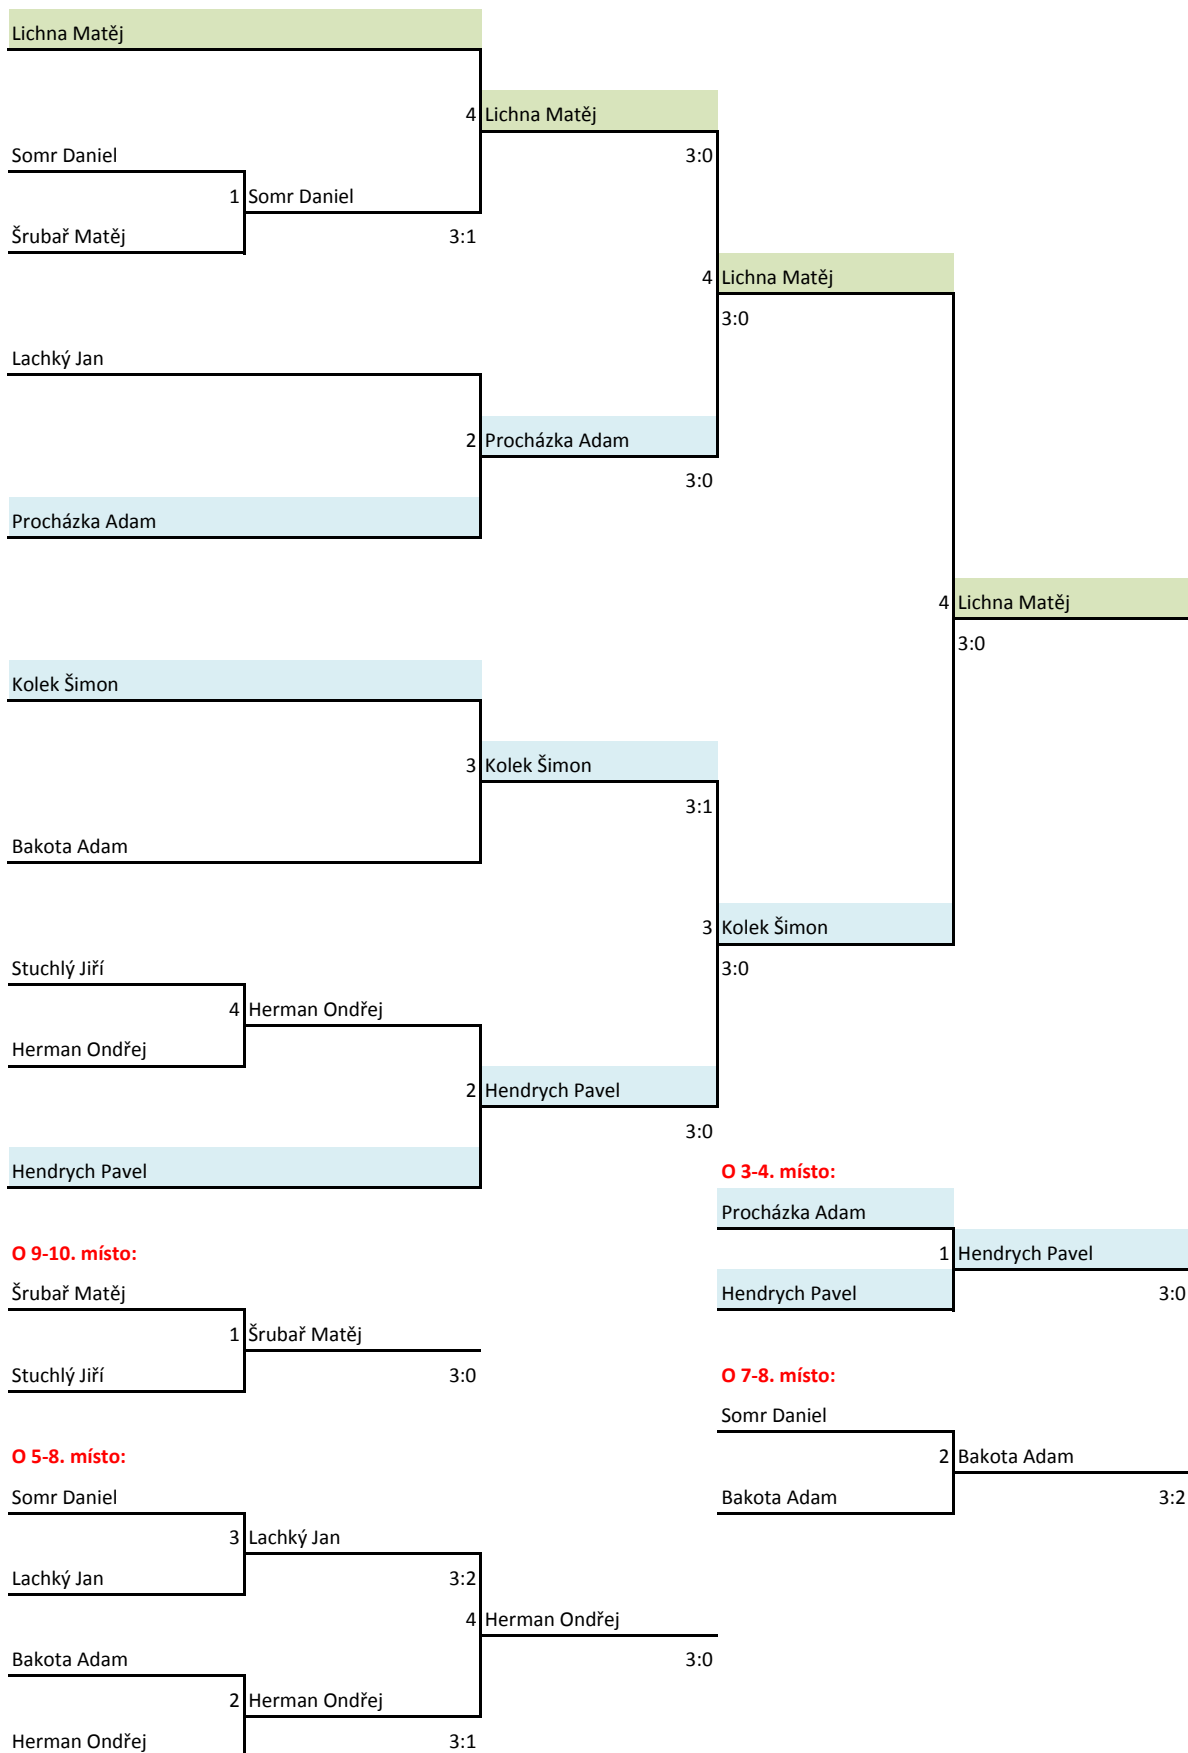 Lichna Matěj
4 Lichna Matěj
Somr Daniel 3:0
1 Somr Daniel
Šrubař Matěj 3:1
4 Lichna Matěj
3:0
Lachký Jan
2 Procházka Adam
3:0
Procházka Adam
4 Lichna Matěj
3:0
Kolek Šimon
3 Kolek Šimon
3:1
Bakota Adam
3 Kolek Šimon
Stuchlý Jiří 3:0
4 Herman Ondřej
Herman Ondřej
2 Hendrych Pavel
3:0
Hendrych Pavel O 3-4. místo:
Procházka Adam
O 9-10. místo: 1 Hendrych Pavel
Šrubař Matěj Hendrych Pavel 3:0
1 Šrubař Matěj
Stuchlý Jiří 3:0 O 7-8. místo:
Somr Daniel
O 5-8. místo: 2 Bakota Adam
Somr Daniel Bakota Adam 3:2
3 Lachký Jan
Lachký Jan 3:2
4 Herman Ondřej
Bakota Adam 3:0
2 Herman Ondřej
Herman Ondřej 3:1